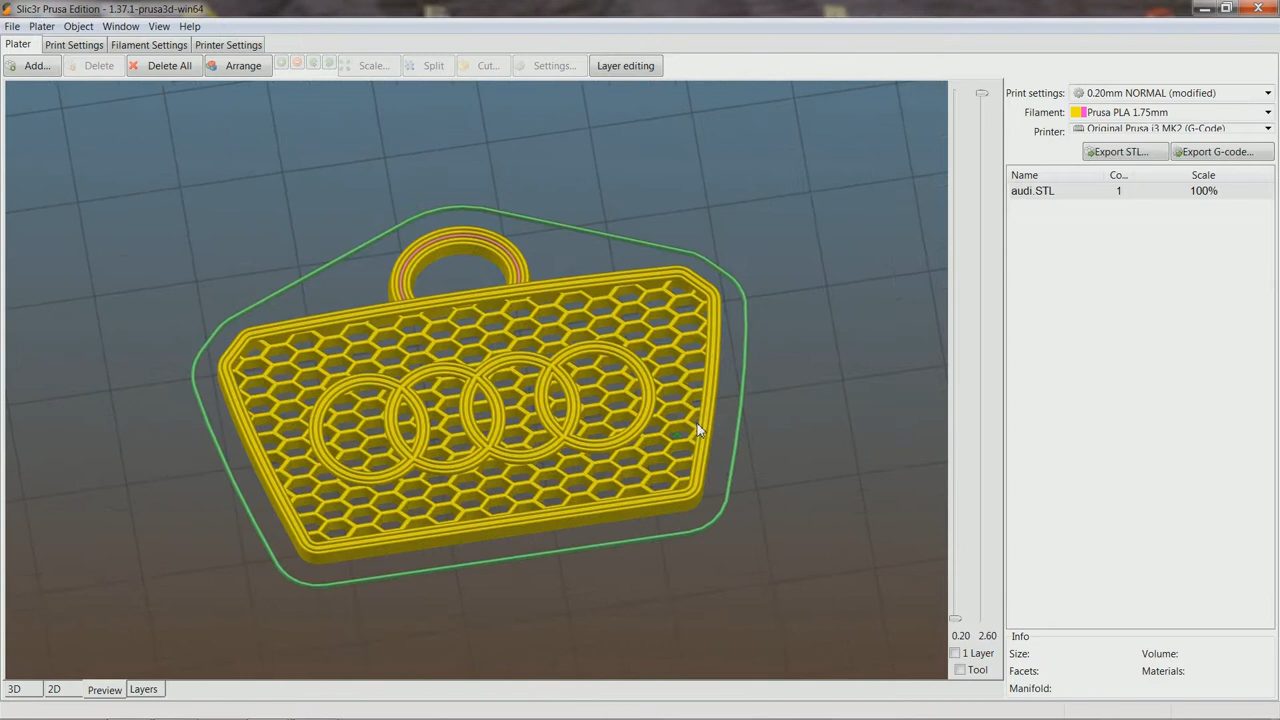 Slic3r Prusa Edition - 1.37.1-prusa3d-win64
File Plater Object Window View Help
Plater Print Settings Filament Settings Printer Settings
Add... Delete Delete All Arrange Scale... Split Cut... Settings... Layer editing
Print settings: 0.20mm NORMAL (modified)
Filament: Prusa PLA 1.75mm
Printer: Original Prusa i3 MK2 (G-Code)
Export STL... Export G-code...
Name Co... Scale
audi.STL 1 100%
0.20 2.60
1 Layer
Tool
Info
Size: Volume:
Facets: Materials:
Manifold:
3D 2D Preview Layers